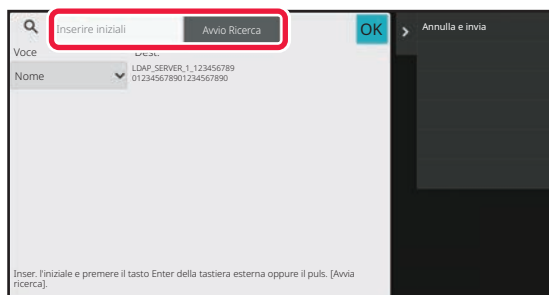 Inserire iniziali
Avvio Ricerca
OK
Annulla e invia
Voce
Dest.
Nome
LDAP_SERVER_1_123456789
012345678901234567890
Inser. l'iniziale e premere il tasto Enter della tastiera esterna oppure il puls. [Avvia
ricerca].